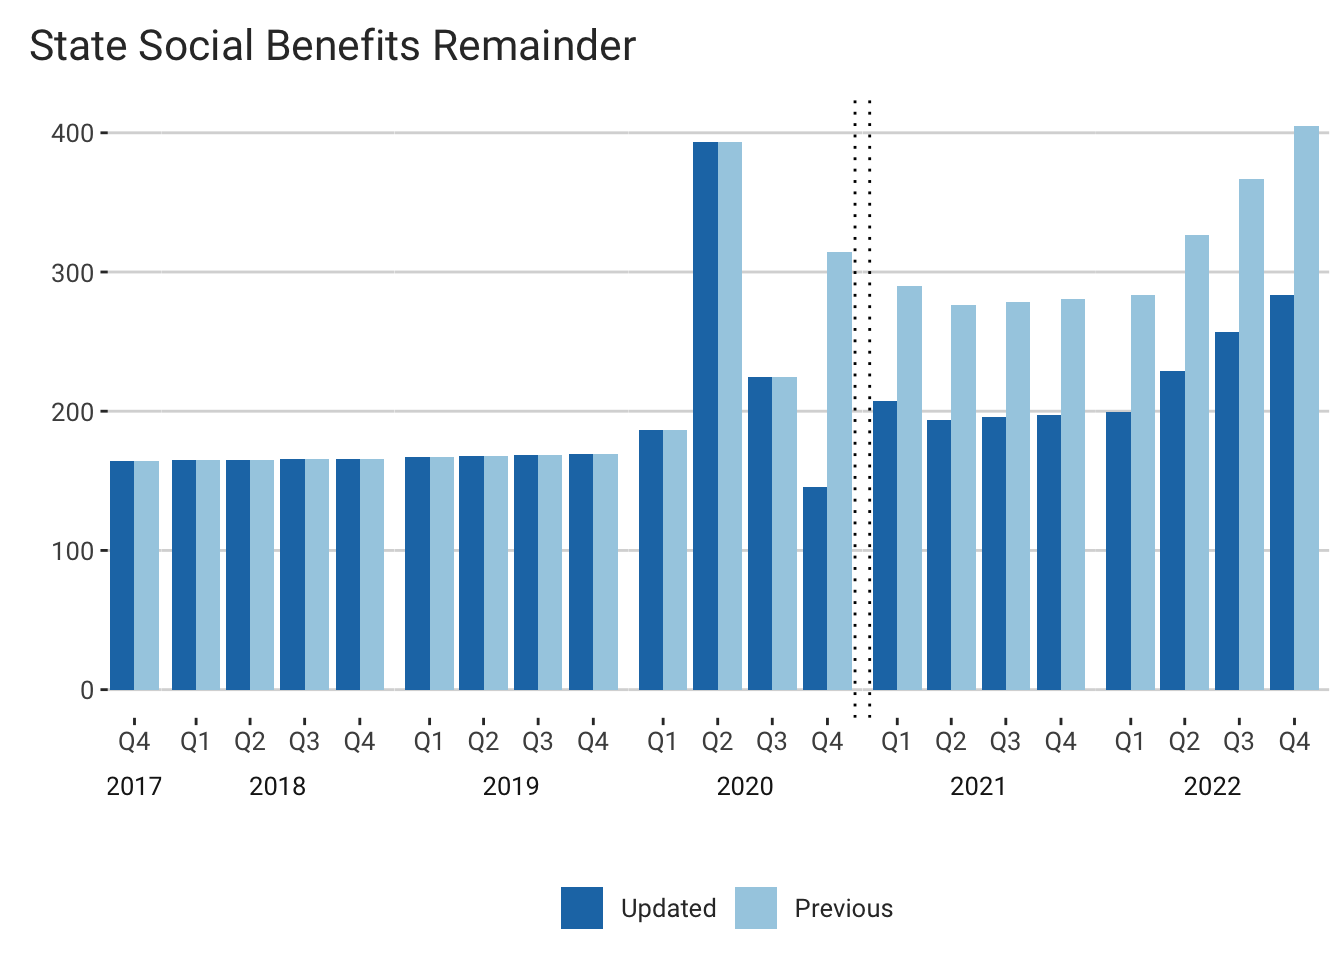 State Social Benefits Remainder
400
300
200
100
0
Q4 Q1 Q2 Q3 Q4 Q1 Q2 Q3 Q4 Q1 Q2 Q3 Q4 Q1 Q2 Q3 Q4 Q1 Q2 Q3 Q4
2017 2018 2019 2020 2021 2022
Updated Previous